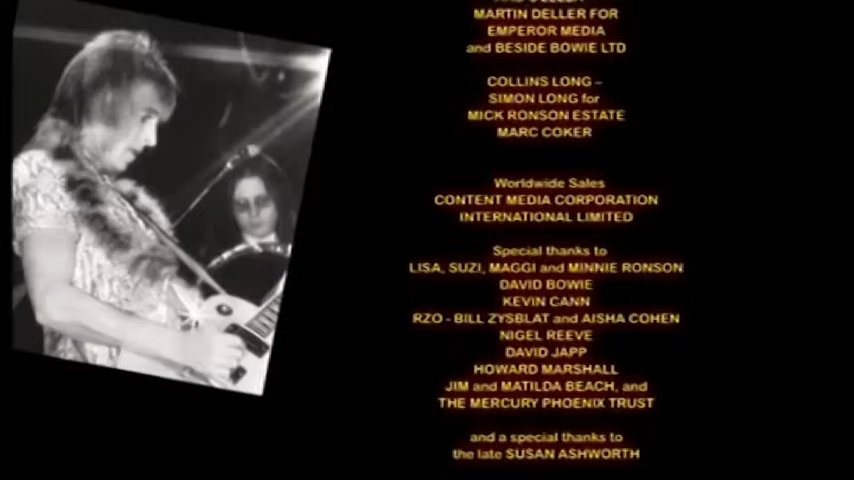 MARTIN DELLER FOR
EMPEROR MEDIA
and BESIDE BOWIE LTD
COLLINS LONG –
SIMON LONG for
MICK RONSON ESTATE
MARC COKER
Worldwide Sales
CONTENT MEDIA CORPORATION
INTERNATIONAL LIMITED
Special thanks to
LISA, SUZI, MAGGI and MINNIE RONSON
DAVID BOWIE
KEVIN CANN
RZO - BILL ZYSBLAT and AISHA COHEN
NIGEL REEVE
DAVID JAPP
HOWARD MARSHALL
JIM and MATILDA BEACH, and
THE MERCURY PHOENIX TRUST
and a special thanks to
the late SUSAN ASHWORTH